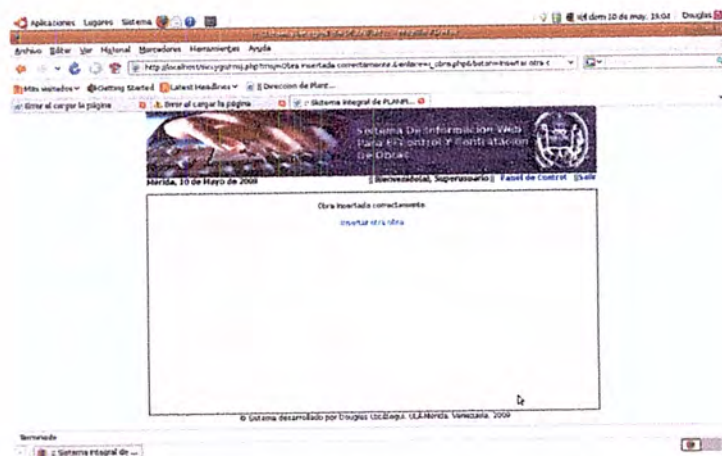 Aplicaciones Lugares Sistema
dom 10 de may, 19:04 Douglas
Archivo Editar Ver Historial Marcadores Herramientas Ayuda
Más visitados Getting Started Latest Headlines || Direccion de Plant...
Error al cargar la página
Error al cargar la página
:: Sistema integral de PLANI...
Sistema De Información Web
Para El Control Y Contratación
De Obras
Mérida, 10 de Mayo de 2009
|| Bienvenido(a), Superusuario || Panel de Control ||Salir
Obra insertada correctamente
Insertar otra obra
© Sistema desarrollado por Douglas ULA-Mérida, Venezuela, 2009
Terminado
:: Sistema integral de ...